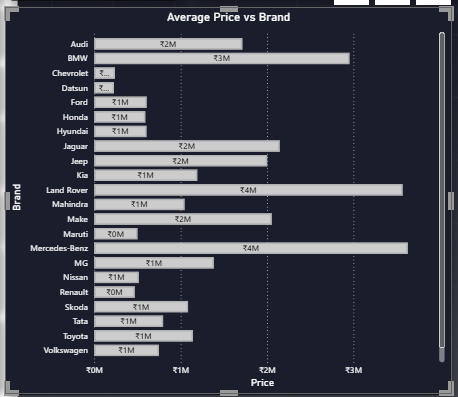 Average Price vs Brand
Audi ₹2M
BMW ₹3M
Chevrolet ₹...
Datsun ₹...
Ford ₹1M
Honda ₹1M
Hyundai ₹1M
Jaguar ₹2M
Jeep ₹2M
Kia ₹1M
Land Rover ₹4M
Mahindra ₹1M
Make ₹2M
Maruti ₹0M
Mercedes-Benz ₹4M
MG ₹1M
Nissan ₹1M
Renault ₹0M
Skoda ₹1M
Tata ₹1M
Toyota ₹1M
Volkswagen ₹1M
Brand
₹0M ₹1M ₹2M ₹3M
Price